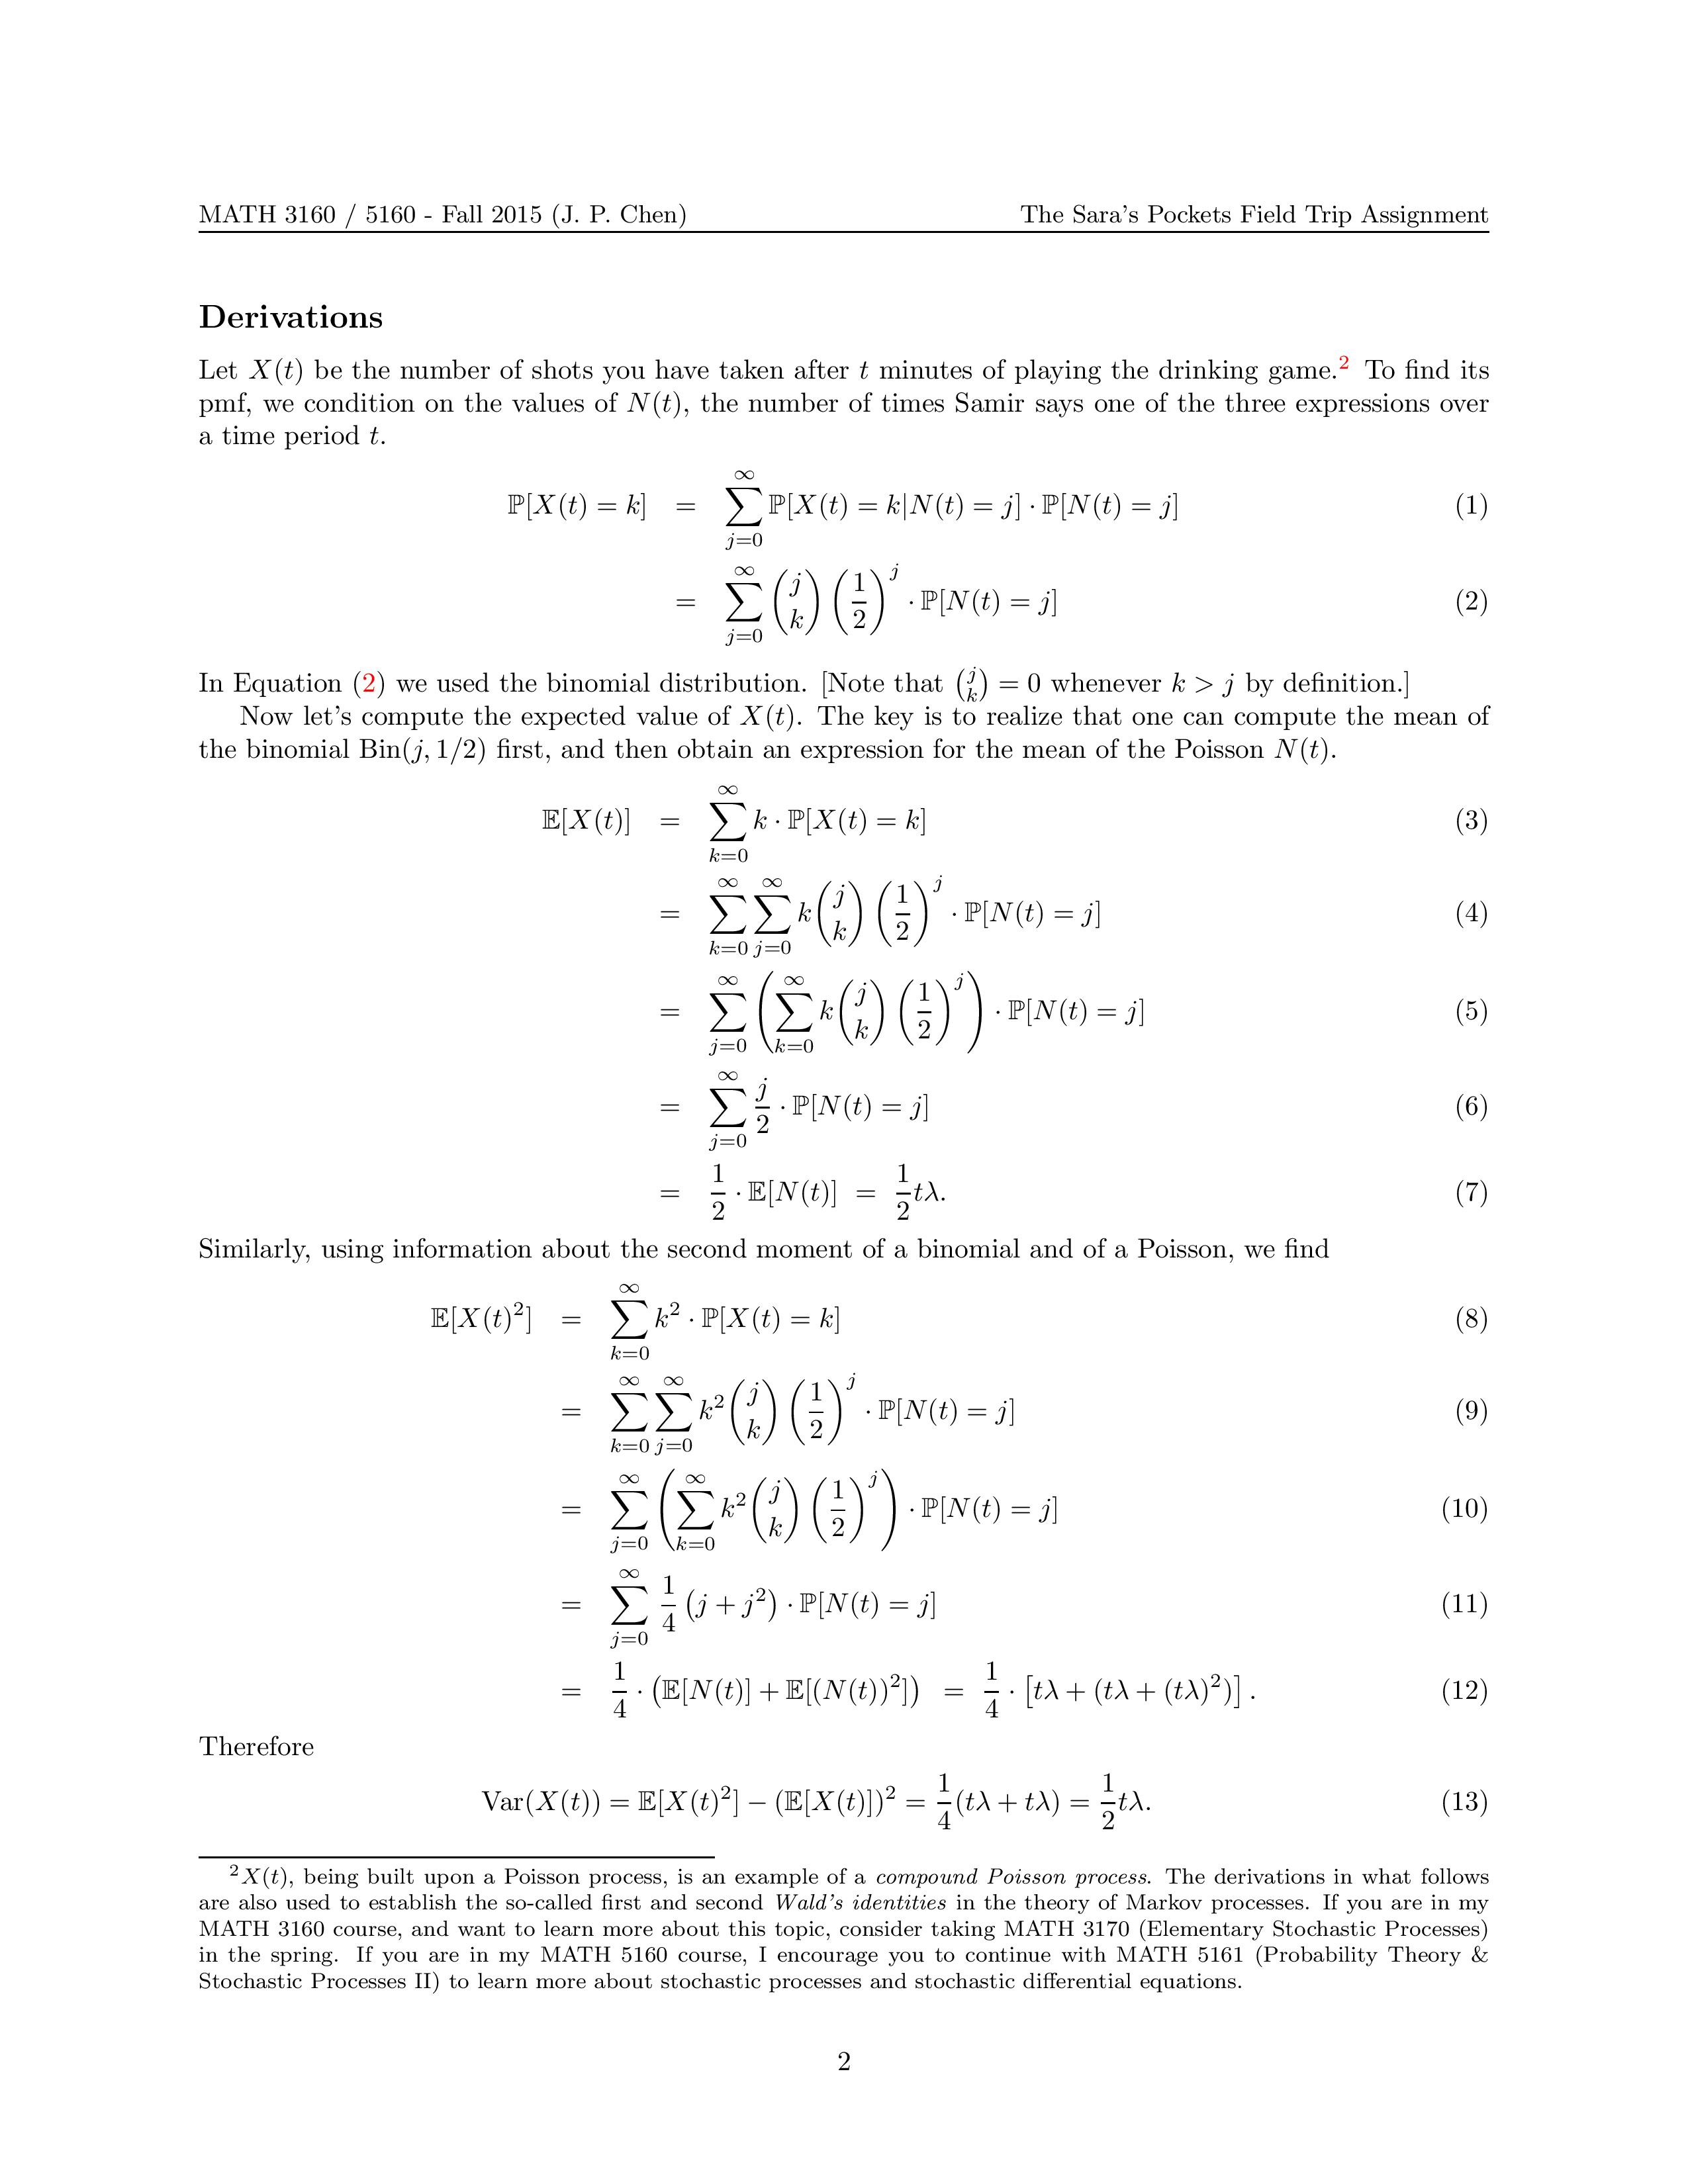 MATH 3160 / 5160 - Fall 2015 (J. P. Chen) The Sara's Pockets Field Trip Assignment
Derivations
Let X(t) be the number of shots you have taken after t minutes of playing the drinking game.² To find its
pmf, we condition on the values of N(t), the number of times Samir says one of the three expressions over
a time period t.
$\mathbb{P}[X(t) = k] = \sum_{j=0}^{\infty} \mathbb{P}[X(t) = k|N(t) = j] \cdot \mathbb{P}[N(t) = j]$ (1)
$= \sum_{j=0}^{\infty} \binom{j}{k} \left(\frac{1}{2}\right)^j \cdot \mathbb{P}[N(t) = j]$ (2)
In Equation (2) we used the binomial distribution. [Note that $\binom{j}{k} = 0$ whenever k > j by definition.]
Now let's compute the expected value of X(t). The key is to realize that one can compute the mean of
the binomial Bin(j, 1/2) first, and then obtain an expression for the mean of the Poisson N(t).
$\mathbb{E}[X(t)] = \sum_{k=0}^{\infty} k \cdot \mathbb{P}[X(t) = k]$ (3)
$= \sum_{k=0}^{\infty} \sum_{j=0}^{\infty} k \binom{j}{k} \left(\frac{1}{2}\right)^j \cdot \mathbb{P}[N(t) = j]$ (4)
$= \sum_{j=0}^{\infty} \left( \sum_{k=0}^{\infty} k \binom{j}{k} \left(\frac{1}{2}\right)^j \right) \cdot \mathbb{P}[N(t) = j]$ (5)
$= \sum_{j=0}^{\infty} \frac{j}{2} \cdot \mathbb{P}[N(t) = j]$ (6)
$= \frac{1}{2} \cdot \mathbb{E}[N(t)] = \frac{1}{2} t\lambda.$ (7)
Similarly, using information about the second moment of a binomial and of a Poisson, we find
$\mathbb{E}[X(t)^2] = \sum_{k=0}^{\infty} k^2 \cdot \mathbb{P}[X(t) = k]$ (8)
$= \sum_{k=0}^{\infty} \sum_{j=0}^{\infty} k^2 \binom{j}{k} \left(\frac{1}{2}\right)^j \cdot \mathbb{P}[N(t) = j]$ (9)
$= \sum_{j=0}^{\infty} \left( \sum_{k=0}^{\infty} k^2 \binom{j}{k} \left(\frac{1}{2}\right)^j \right) \cdot \mathbb{P}[N(t) = j]$ (10)
$= \sum_{j=0}^{\infty} \frac{1}{4} \left(j + j^2\right) \cdot \mathbb{P}[N(t) = j]$ (11)
$= \frac{1}{4} \cdot \left(\mathbb{E}[N(t)] + \mathbb{E}[(N(t))^2]\right) = \frac{1}{4} \cdot \left[t\lambda + (t\lambda + (t\lambda)^2)\right].$ (12)
Therefore
$\mathrm{Var}(X(t)) = \mathbb{E}[X(t)^2] - (\mathbb{E}[X(t)])^2 = \frac{1}{4}(t\lambda + t\lambda) = \frac{1}{2} t\lambda.$ (13)
²X(t), being built upon a Poisson process, is an example of a compound Poisson process. The derivations in what follows
are also used to establish the so-called first and second Wald's identities in the theory of Markov processes. If you are in my
MATH 3160 course, and want to learn more about this topic, consider taking MATH 3170 (Elementary Stochastic Processes)
in the spring. If you are in my MATH 5160 course, I encourage you to continue with MATH 5161 (Probability Theory &
Stochastic Processes II) to learn more about stochastic processes and stochastic differential equations.
2